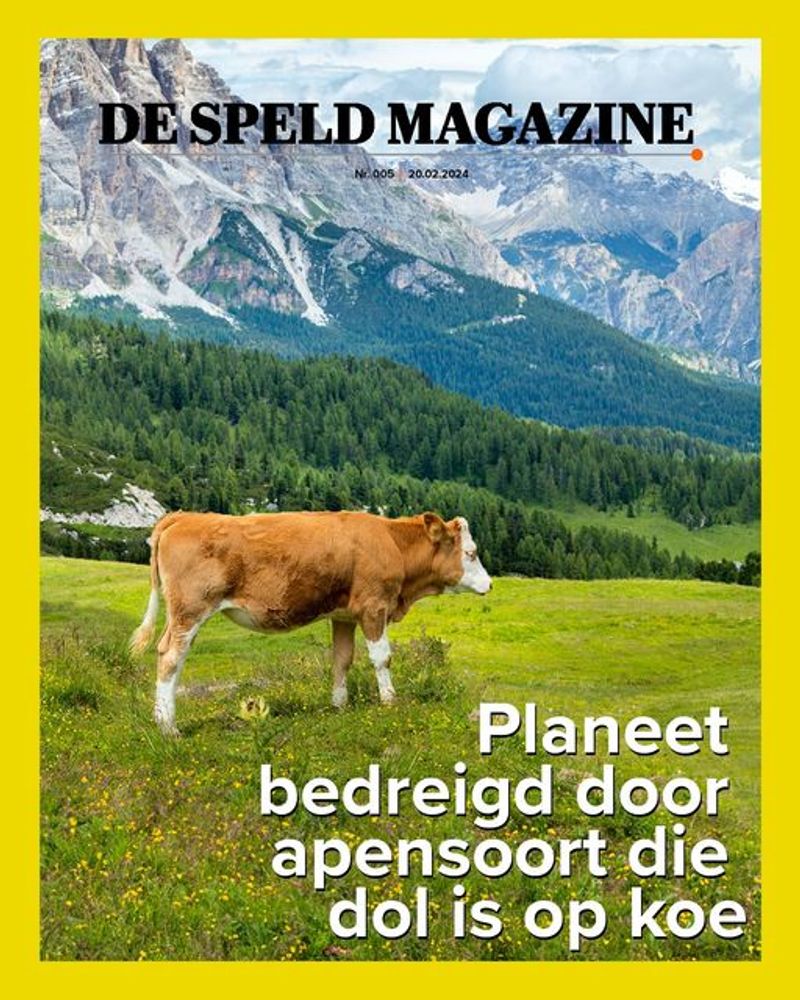 DE SPELD MAGAZINE
Nr. 005 | 20.02.2024
Planeet
bedreigd door
apensoort die
dol is op koe